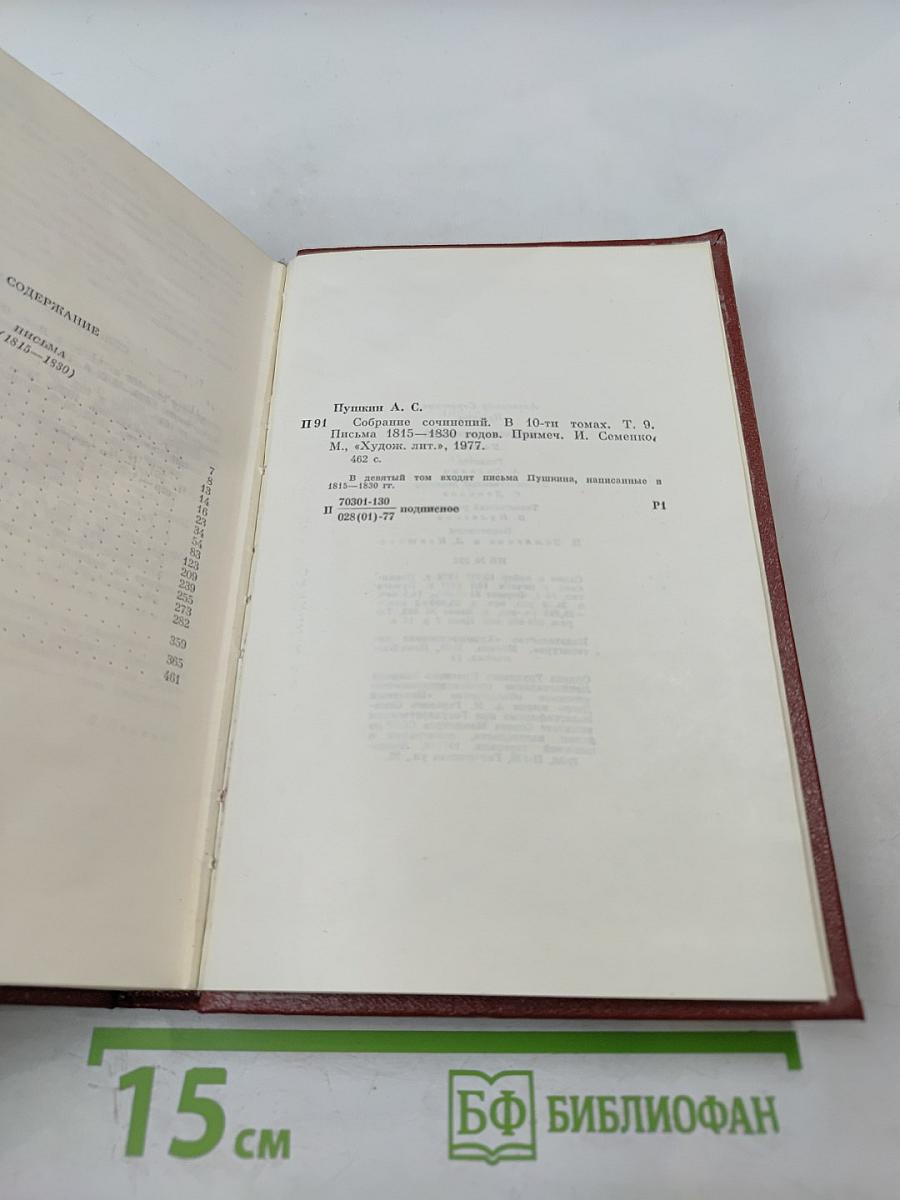 СОДЕРЖАНИЕ
ПИСЬМА
(1815—1830)
7
8
13
14
16
23
34
54
83
123
209
239
255
273
282
359
365
461
Пушкин А. С.
П 91 Собрание сочинений. В 10-ти томах. Т. 9.
Письма 1815—1830 годов. Примеч. И. Семенко.
М., «Худож. лит.», 1977.
462 с.
В девятый том входят письма Пушкина, написанные в
1815—1830 гг.
П 70301-130 подписное Р1
028(01)-77
15 см
БФ БИБЛИОФАН